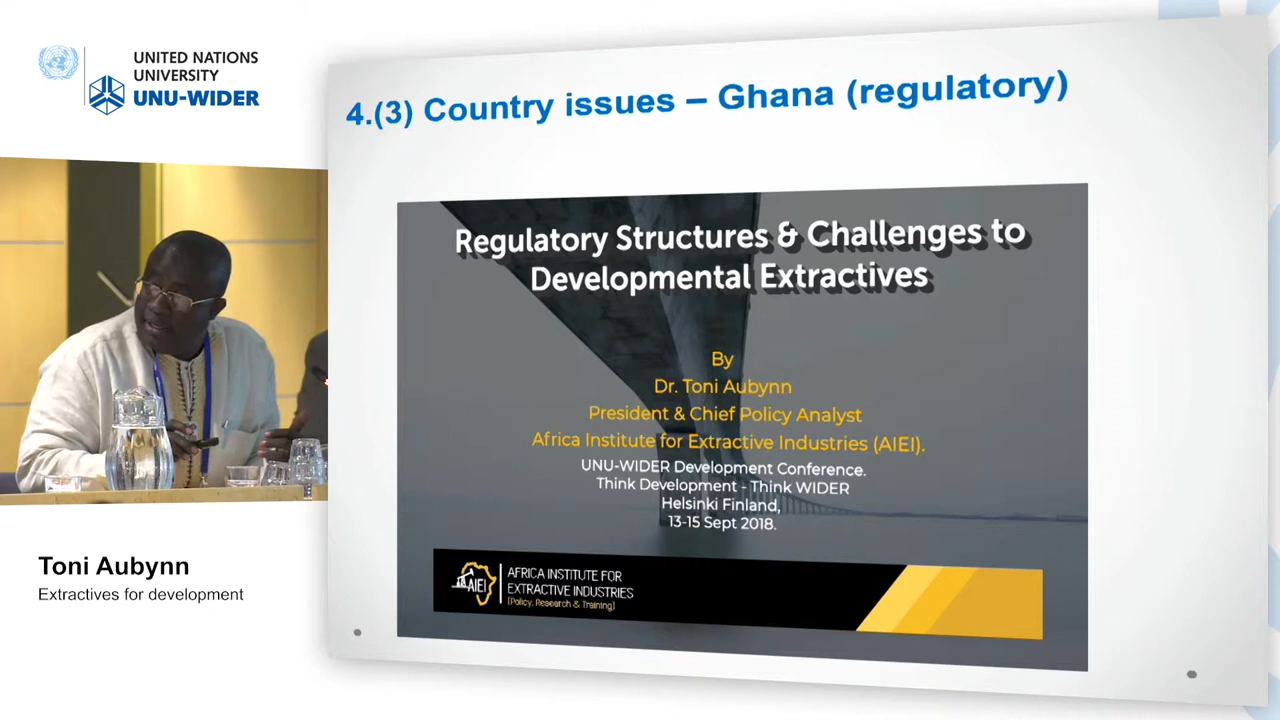 UNITED NATIONS
UNIVERSITY
UNU-WIDER
4.(3) Country issues – Ghana (regulatory)
Regulatory Structures & Challenges to
Developmental Extractives
By
Dr. Toni Aubynn
President & Chief Policy Analyst
Africa Institute for Extractive Industries (AIEI).
UNU-WIDER Development Conference.
Think Development - Think WIDER
Helsinki Finland,
13-15 Sept 2018.
AIEI
AFRICA INSTITUTE FOR
EXTRACTIVE INDUSTRIES
(Policy, Research & Training)
Toni Aubynn
Extractives for development